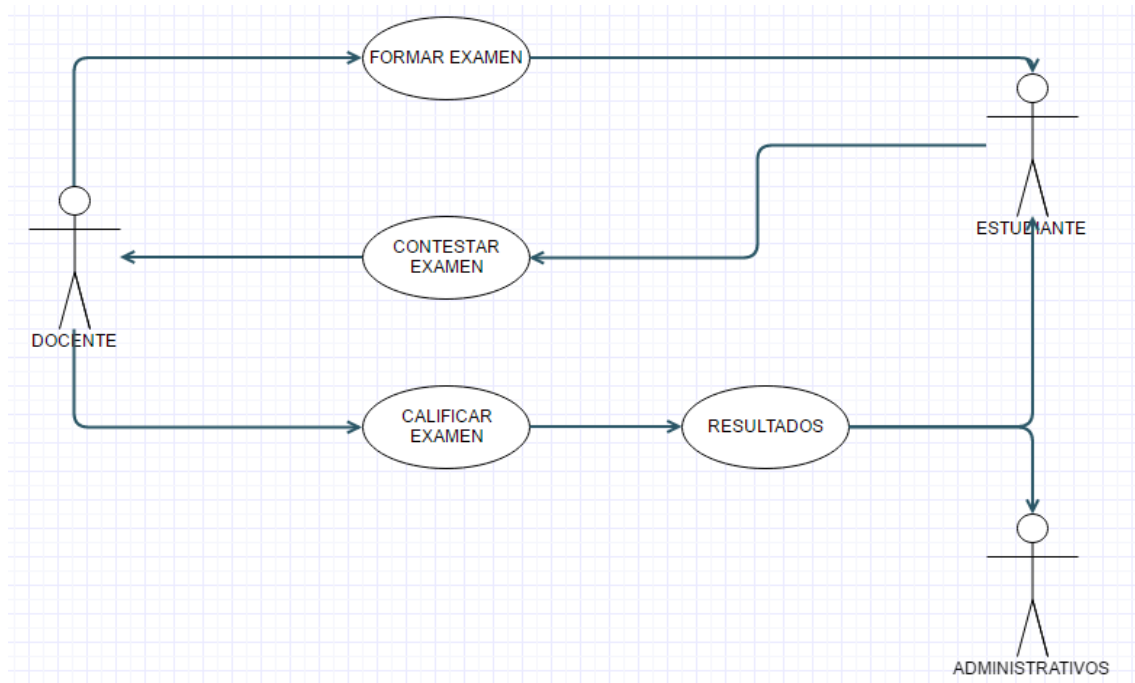 FORMAR EXAMEN
ESTUDIANTE
CONTESTAR
EXAMEN
DOCENTE
CALIFICAR
EXAMEN
RESULTADOS
ADMINISTRATIVOS